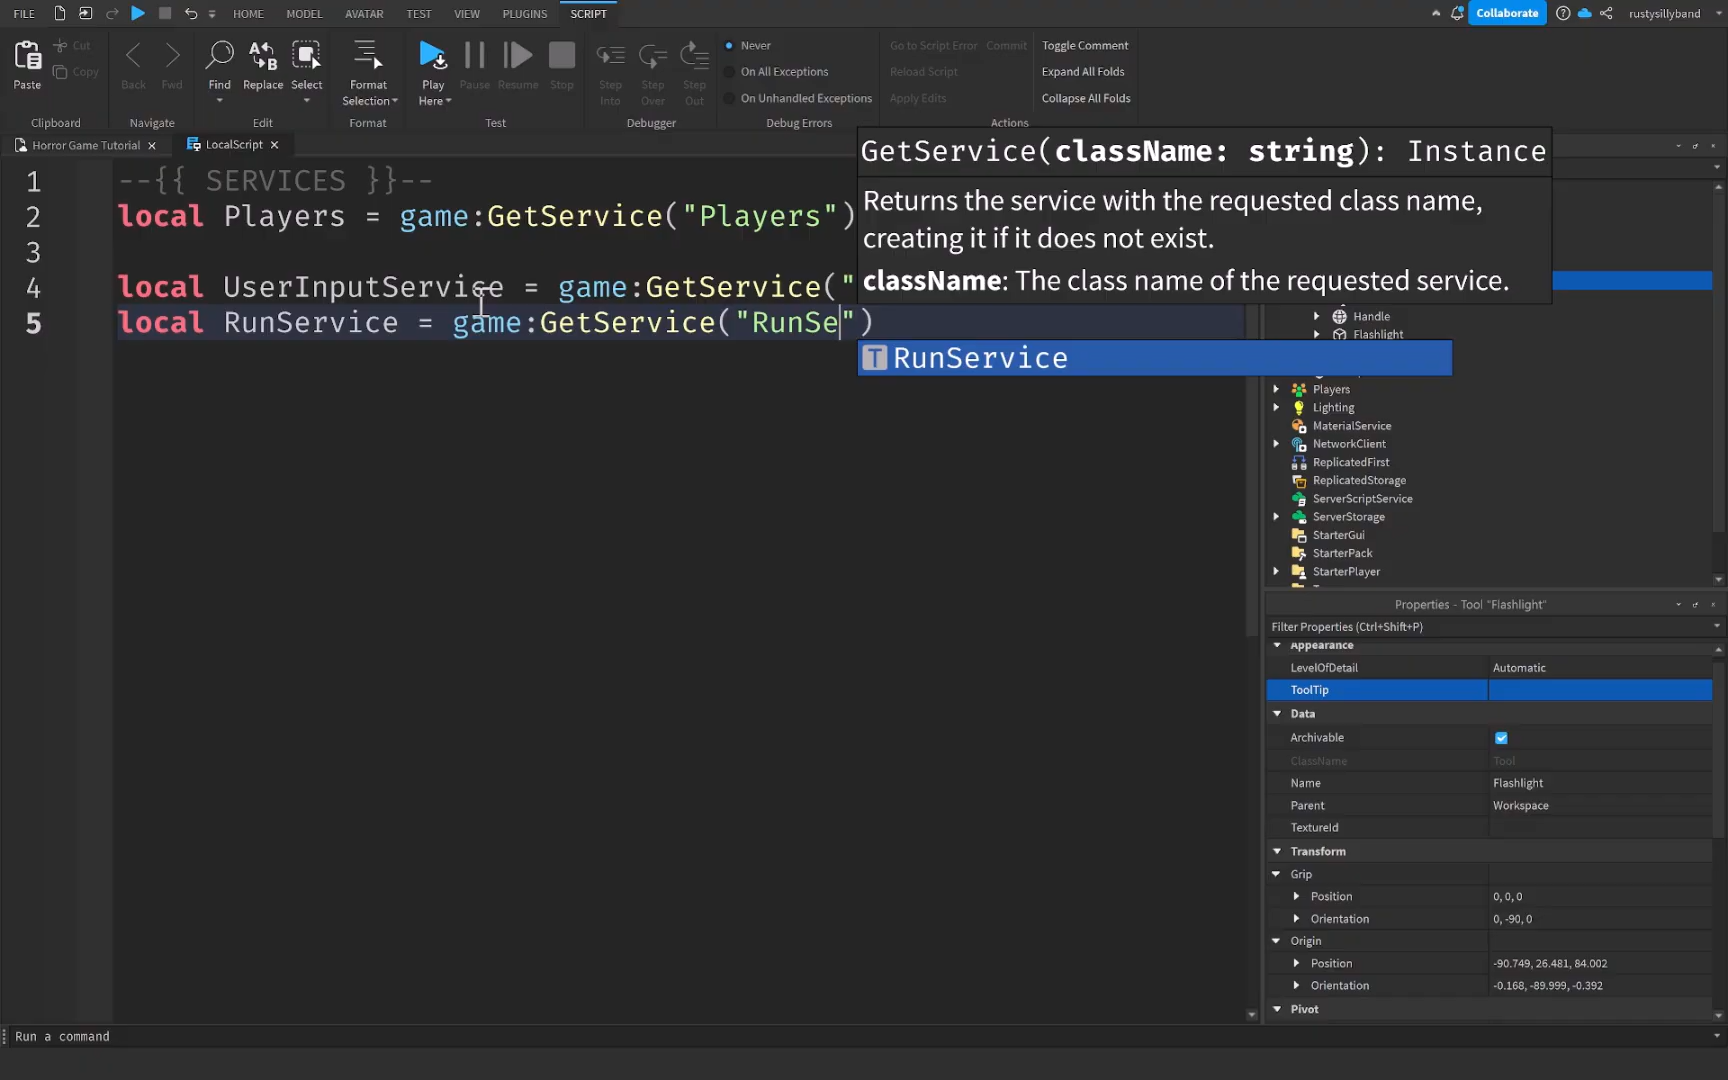 FILE HOME MODEL AVATAR TEST VIEW PLUGINS SCRIPT Collaborate rustysillyband
Paste Cut Copy
Back Fwd
Find Replace Select
Format Selection
Play Here Pause Resume Stop
Step Into Step Over Step Out
Never
On All Exceptions
On Unhandled Exceptions
Go to Script Error Commit
Reload Script
Apply Edits
Toggle Comment
Expand All Folds
Collapse All Folds
Clipboard Navigate Edit Format Test Debugger Debug Errors Actions
Horror Game Tutorial × LocalScript ×
1 --{{ SERVICES }}--
2 local Players = game:GetService("Players")
3
4 local UserInputService = game:GetService("
5 local RunService = game:GetService("RunSe")
GetService(className: string): Instance
Returns the service with the requested class name,
creating it if it does not exist.
className: The class name of the requested service.
T RunService
Handle
Flashlight
Players
Lighting
MaterialService
NetworkClient
ReplicatedFirst
ReplicatedStorage
ServerScriptService
ServerStorage
StarterGui
StarterPack
StarterPlayer
Properties - Tool "Flashlight"
Filter Properties (Ctrl+Shift+P)
Appearance
LevelOfDetail Automatic
ToolTip
Data
Archivable
ClassName Tool
Name Flashlight
Parent Workspace
TextureId
Transform
Grip
Position 0, 0, 0
Orientation 0, -90, 0
Origin
Position -90.749, 26.481, 84.002
Orientation -0.168, -89.999, -0.392
Pivot
Run a command